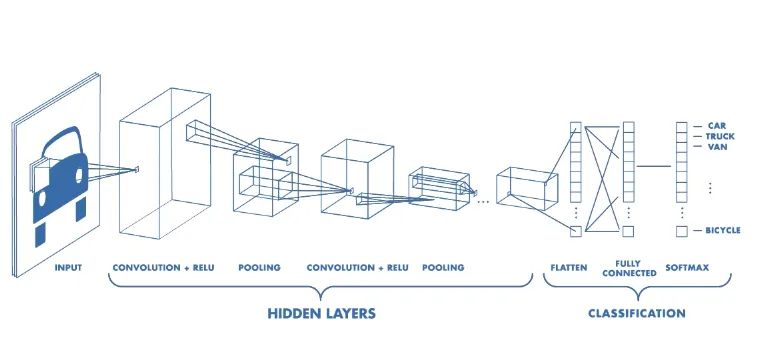 CAR
TRUCK
VAN
BICYCLE
INPUT
CONVOLUTION + RELU
POOLING
CONVOLUTION + RELU
POOLING
FLATTEN
FULLY
CONNECTED
SOFTMAX
HIDDEN LAYERS
CLASSIFICATION